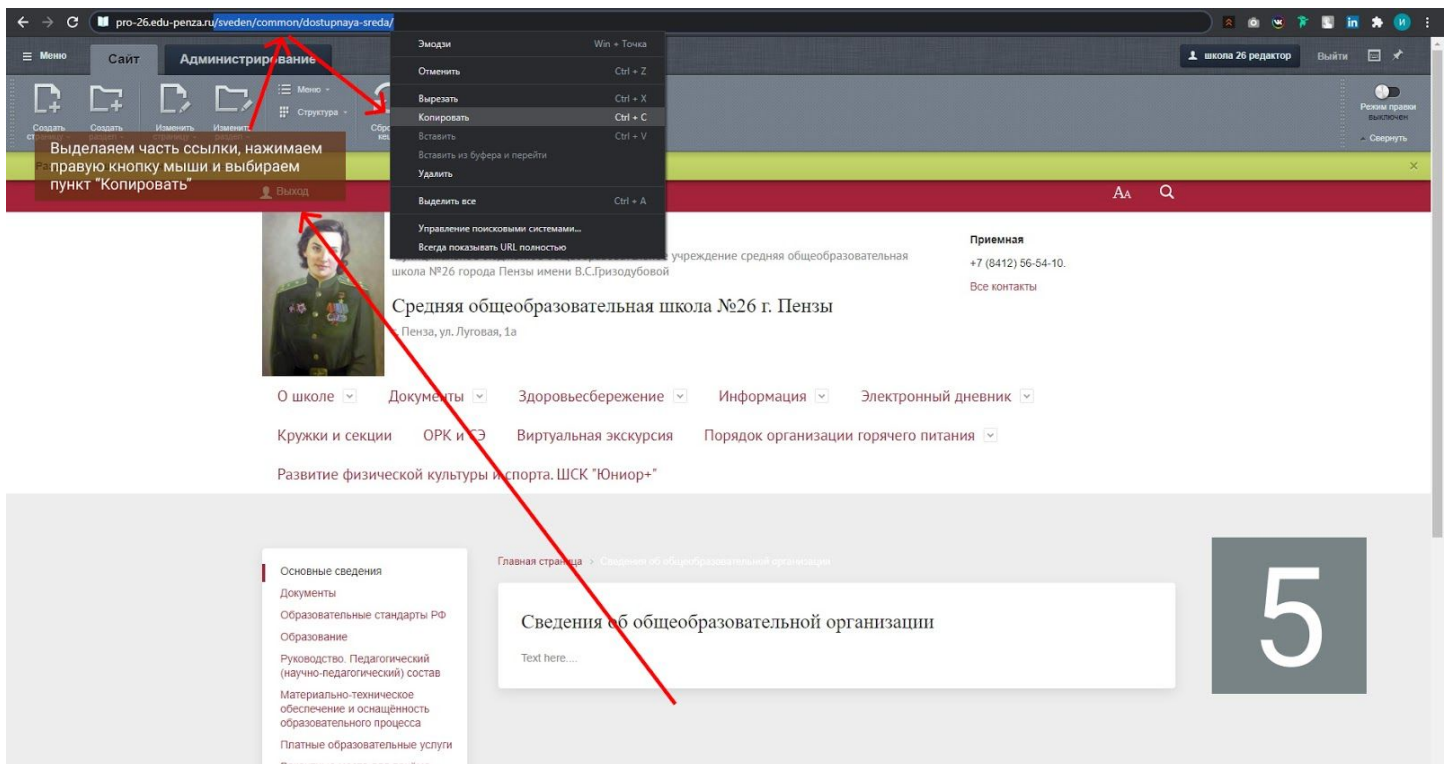 pro-26.edu-penza.ru/sveden/common/dostupnaya-sreda/
Меню
Сайт
Администрирование
школа 26 редактор
Выйти
Создать
Создать
Изменить
Изменить
Меню
Структура
Режим правки
выключен
Свернуть
Выделаяем часть ссылки, нажимаем
правую кнопку мыши и выбираем
пункт "Копировать"
Эмодзи Win + Точка
Отменить Ctrl + Z
Вырезать Ctrl + X
Копировать Ctrl + C
Вставить Ctrl + V
Вставить из буфера и перейти
Удалить
Выделить все Ctrl + A
Управление поисковыми системами...
Всегда показывать URL полностью
Выход
AA
учреждение средняя общеобразовательная
школа №26 города Пензы имени В.С.Гризодубовой
Средняя общеобразовательная школа №26 г. Пензы
г. Пенза, ул. Луговая, 1а
Приемная
+7 (8412) 56-54-10.
Все контакты
О школе Документы Здоровьесбережение Информация Электронный дневник
Кружки и секции ОРК и СЭ Виртуальная экскурсия Порядок организации горячего питания
Развитие физической культуры и спорта. ШСК "Юниор+"
Основные сведения
Документы
Образовательные стандарты РФ
Образование
Руководство. Педагогический
(научно-педагогический) состав
Материально-техническое
обеспечение и оснащённость
образовательного процесса
Платные образовательные услуги
Главная страница > Сведения об общеобразовательной организации
Сведения об общеобразовательной организации
Text here....
5